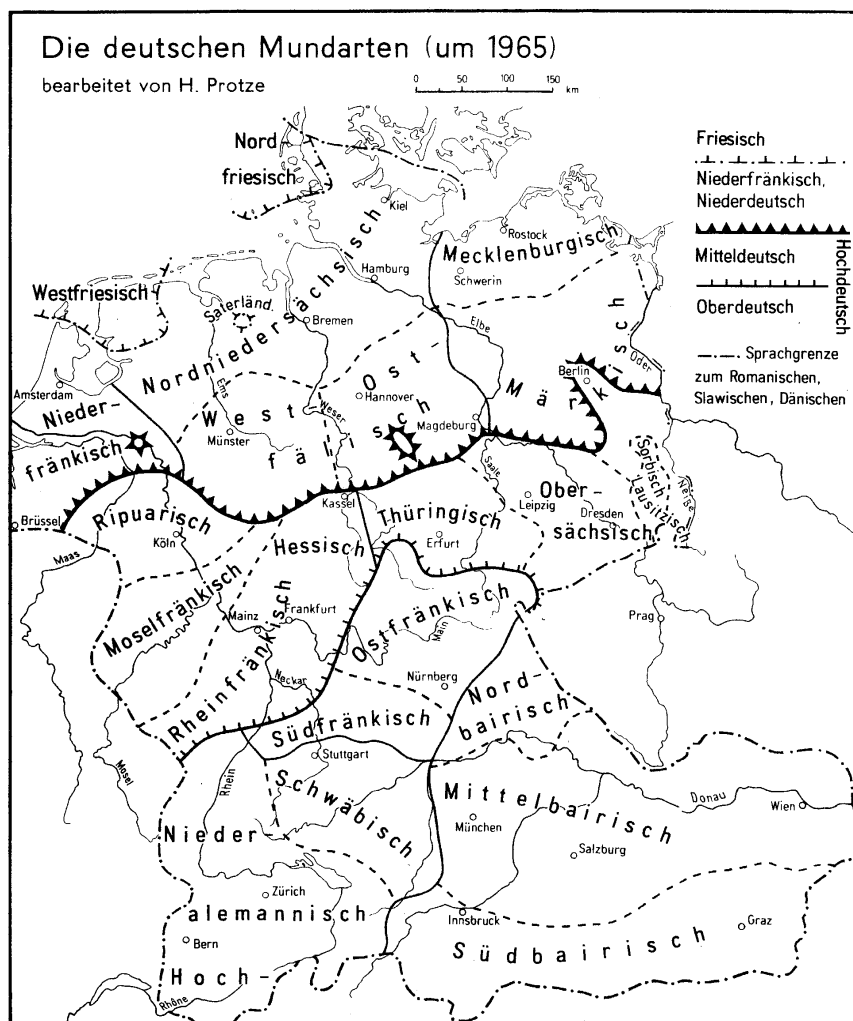 Die deutschen Mundarten (um 1965)
bearbeitet von H. Protze
0 50 100 150
km
Friesisch
Niederfränkisch,
Niederdeutsch
Mitteldeutsch
Oberdeutsch
Hochdeutsch
Sprachgrenze
zum Romanischen,
Slawischen, Dänischen
Nord
friesisch
Kiel
Rostock
Mecklenburgisch
Schwerin
Hamburg
Westfriesisch
Saterländ.
Bremen
Nordniedersächsisch
Elbe
Amsterdam
Ems
Ost-
Hannover
Weser
West-
fälisch
Münster
Magdeburg
Märkisch
Berlin
Oder
Nieder-
fränkisch
Brüssel
Ripuarisch
Köln
Maas
Kassel
Saale
Thüringisch
Erfurt
Leipzig
Ober-
sächsisch
Dresden
Sorbisch
Lausitzisch
Neiße
Hessisch
Moselfränkisch
Mainz
Frankfurt
Rheinfränkisch
Ostfränkisch
Main
Prag
Neckar
Nürnberg
Nord-
bairisch
Südfränkisch
Stuttgart
Mosel
Rhein
Schwäbisch
Mittelbairisch
Donau
Wien
München
Salzburg
Nieder-
Zürich
alemannisch
Bern
Hoch-
Rhône
Innsbruck
Graz
Südbairisch